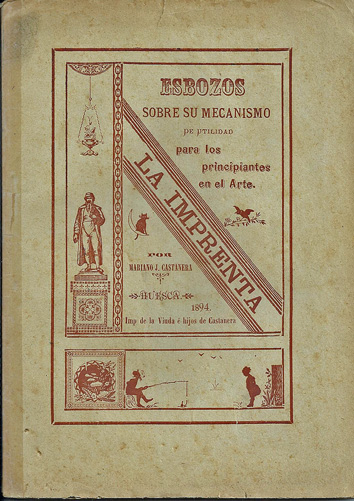 ESBOZOS
SOBRE SU MECANISMO
DE UTILIDAD
para los
principiantes
en el Arte.
LA IMPRENTA
POR
MARIANO J. CASTANERA
HUESCA
1894.
Imp de la Viuda é hijos de Castanera